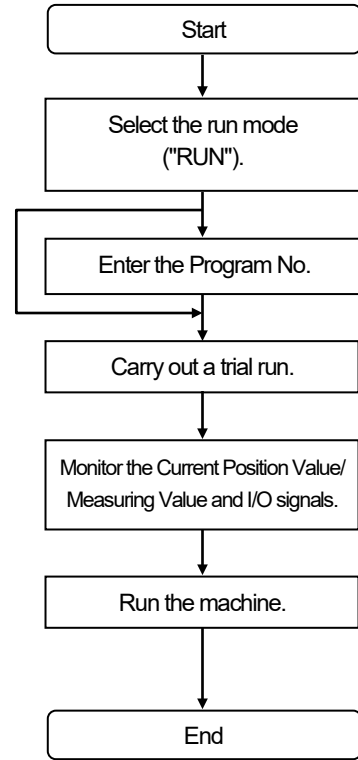 Start
Select the run mode
("RUN").
Enter the Program No.
Carry out a trial run.
Monitor the Current Position Value/
Measuring Value and I/O signals.
Run the machine.
End